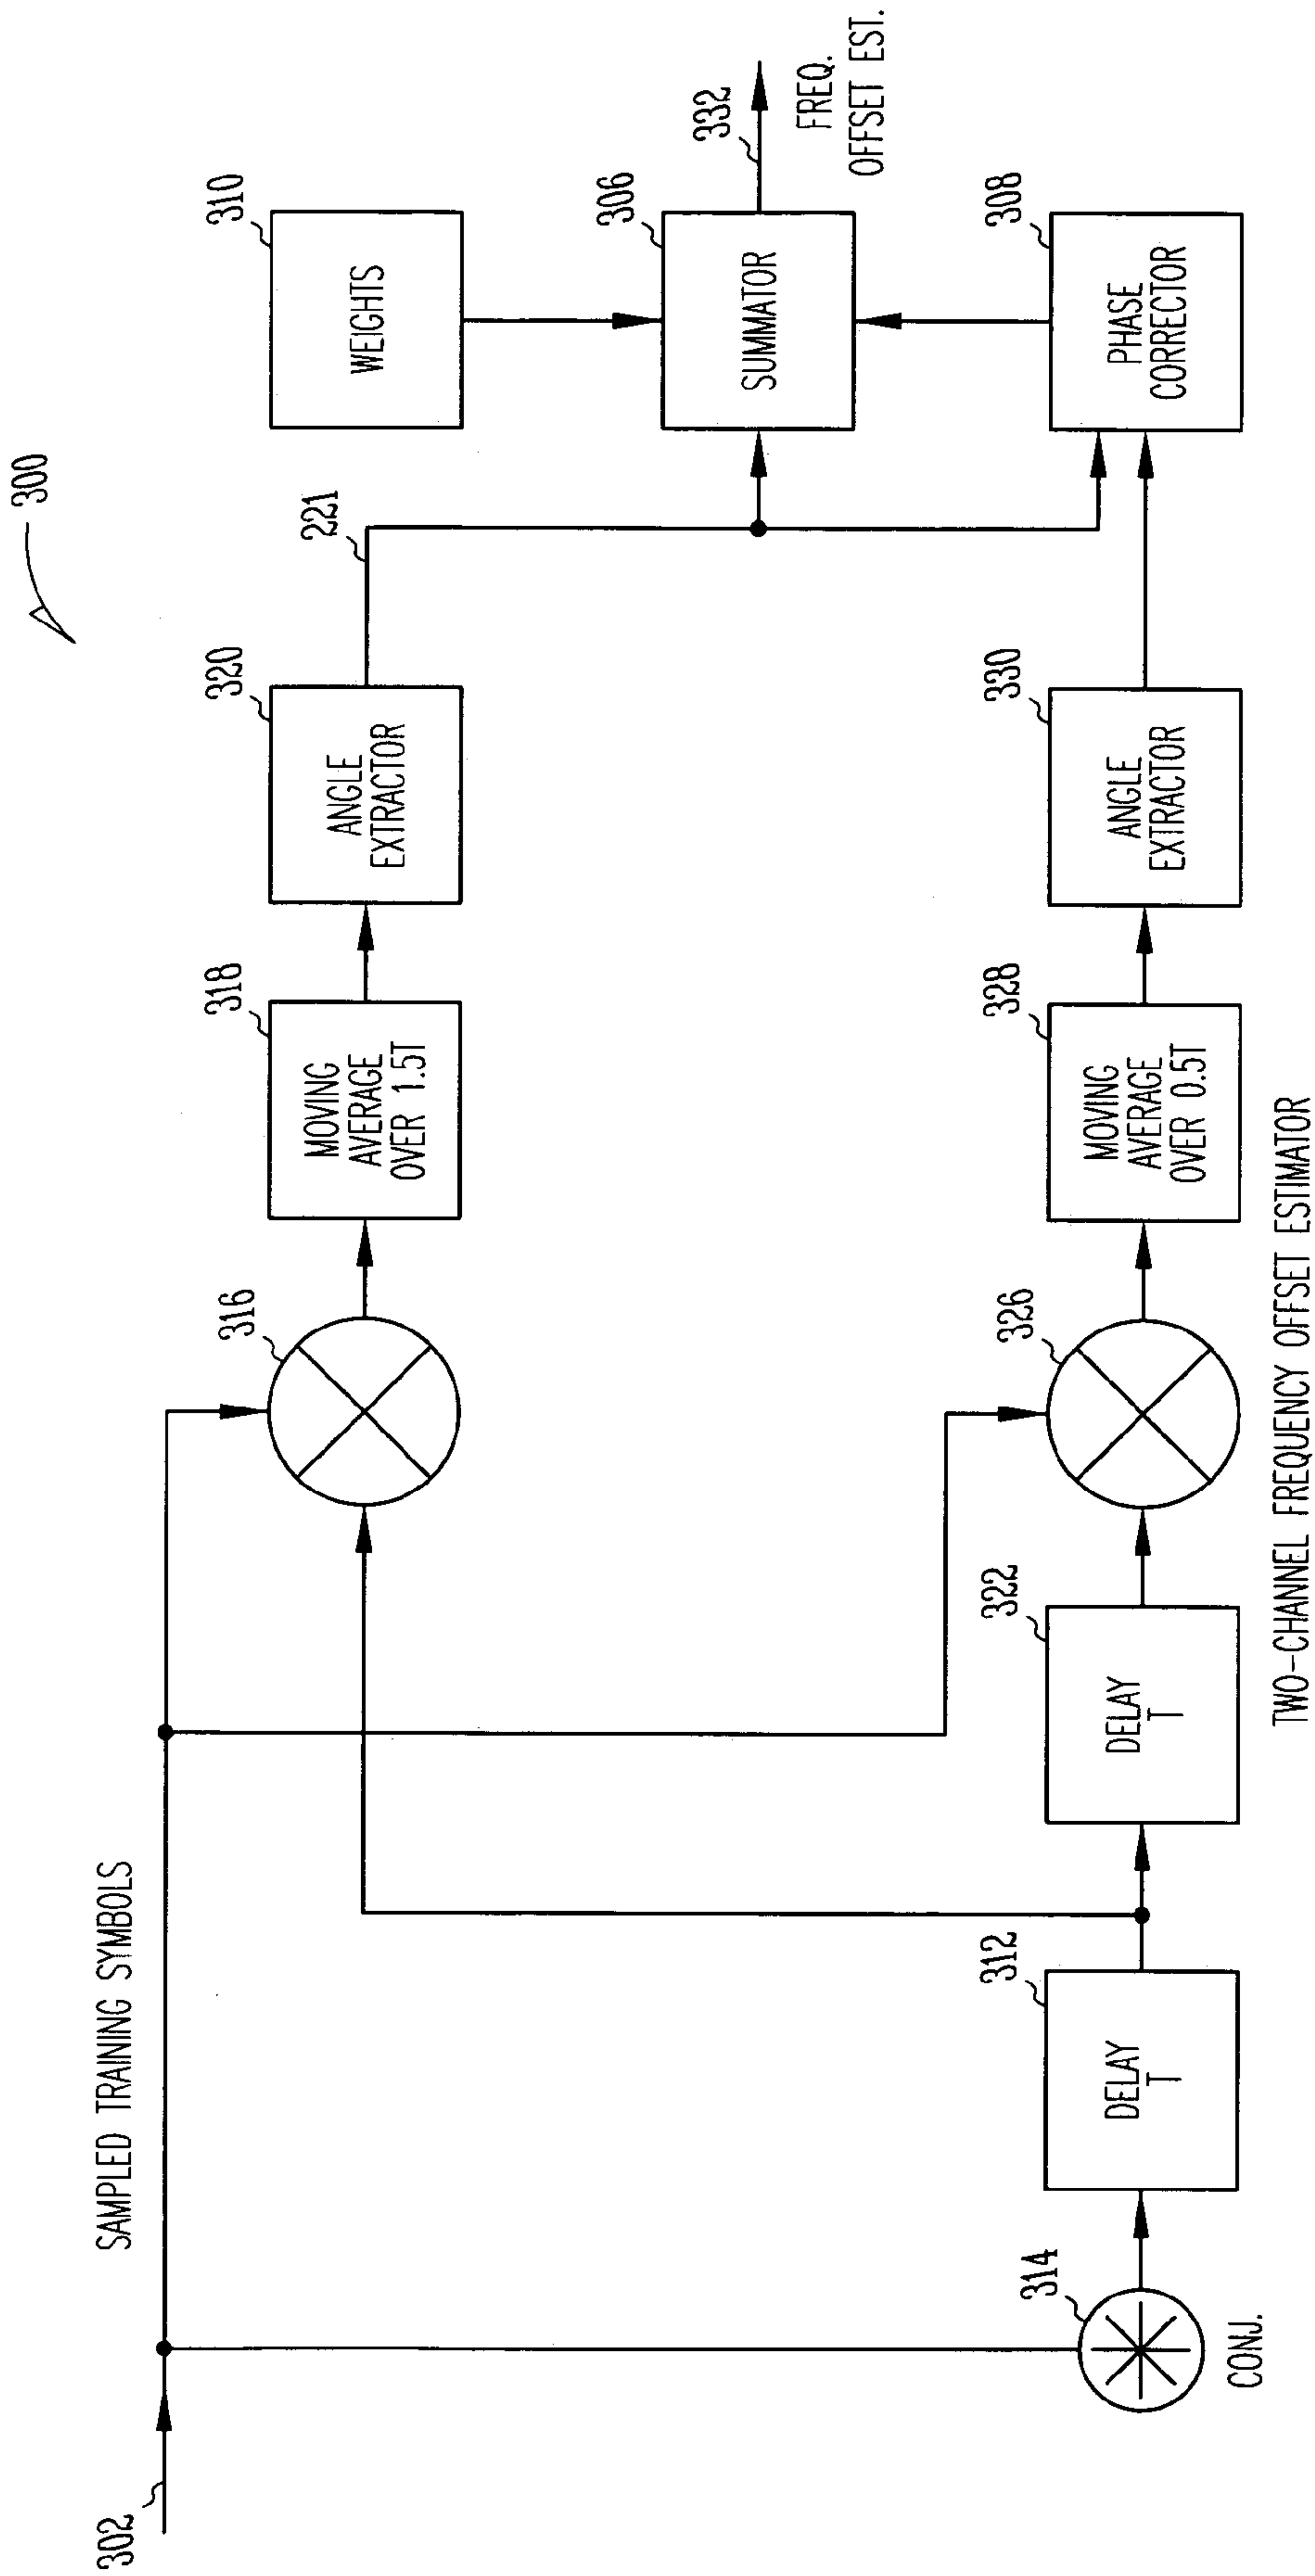 300
302
SAMPLED TRAINING SYMBOLS
316
318
MOVING
AVERAGE
OVER 1.5T
320
ANGLE
EXTRACTOR
221
310
WEIGHTS
306
SUMMATOR
332
FREQ.
OFFSET EST.
314
CONJ.
312
DELAY
T
322
DELAY
T
326
328
MOVING
AVERAGE
OVER 0.5T
330
ANGLE
EXTRACTOR
308
PHASE
CORRECTOR
TWO-CHANNEL FREQUENCY OFFSET ESTIMATOR